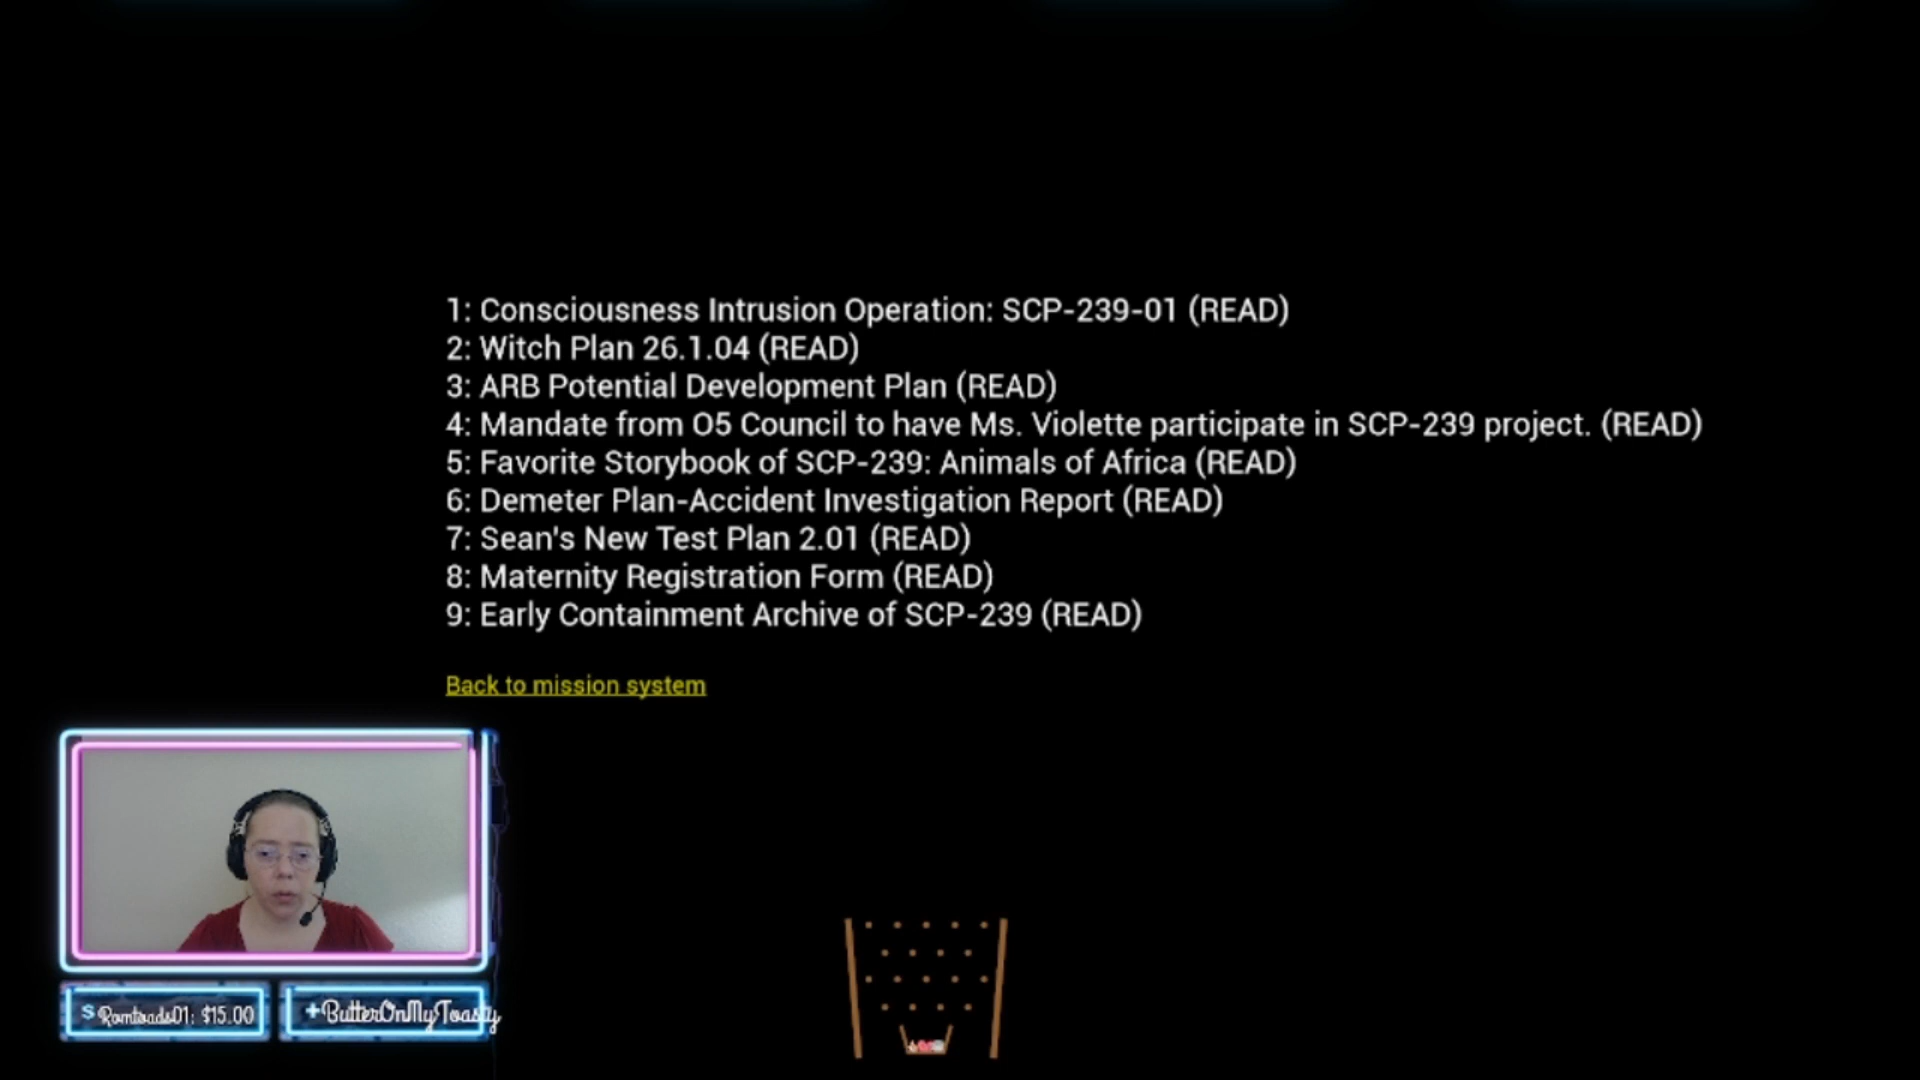 1: Consciousness Intrusion Operation: SCP-239-01 (READ)
2: Witch Plan 26.1.04 (READ)
3: ARB Potential Development Plan (READ)
4: Mandate from O5 Council to have Ms. Violette participate in SCP-239 project. (READ)
5: Favorite Storybook of SCP-239: Animals of Africa (READ)
6: Demeter Plan-Accident Investigation Report (READ)
7: Sean's New Test Plan 2.01 (READ)
8: Maternity Registration Form (READ)
9: Early Containment Archive of SCP-239 (READ)
Back to mission system
$ Romtoads01: $15.00
+ButterOnMyToasty